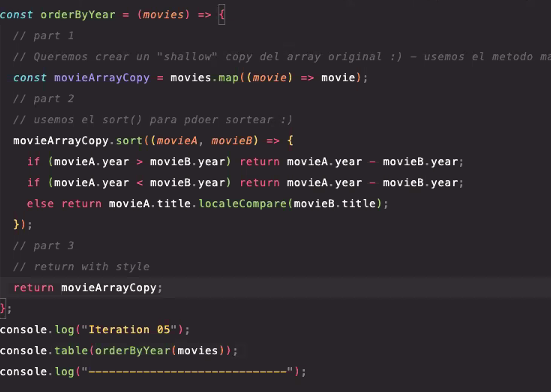 const orderByYear = (movies) => {
// part 1
// Queremos crear un "shallow" copy del array original :) - usemos el metodo
const movieArrayCopy = movies.map((movie) => movie);
// part 2
// usemos el sort() para pdoer sortear :)
movieArrayCopy.sort((movieA, movieB) => {
if (movieA.year > movieB.year) return movieA.year - movieB.year;
if (movieA.year < movieB.year) return movieA.year - movieB.year;
else return movieA.title.localeCompare(movieB.title);
});
// part 3
// return with style
return movieArrayCopy;
};
console.log("Iteration 05");
console.table(orderByYear(movies));
console.log("-----------------------------");